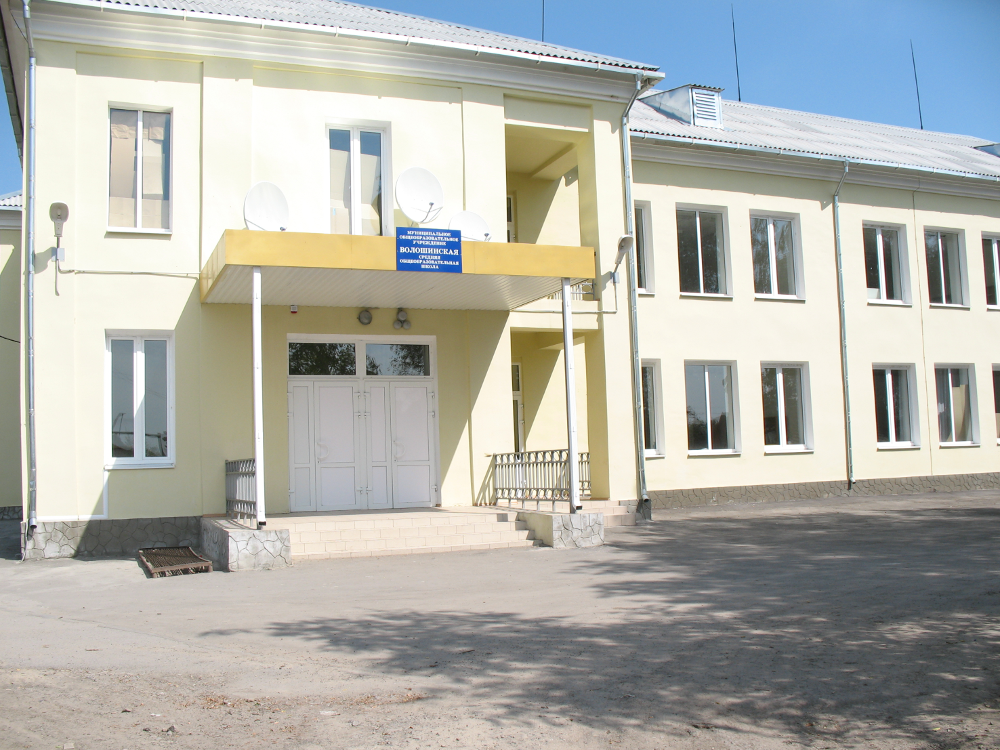 МУНИЦИПАЛЬНОЕ
ОБЩЕОБРАЗОВАТЕЛЬНОЕ
УЧРЕЖДЕНИЕ
ВОЛОШИНСКАЯ
СРЕДНЯЯ
ОБЩЕОБРАЗОВАТЕЛЬНАЯ
ШКОЛА